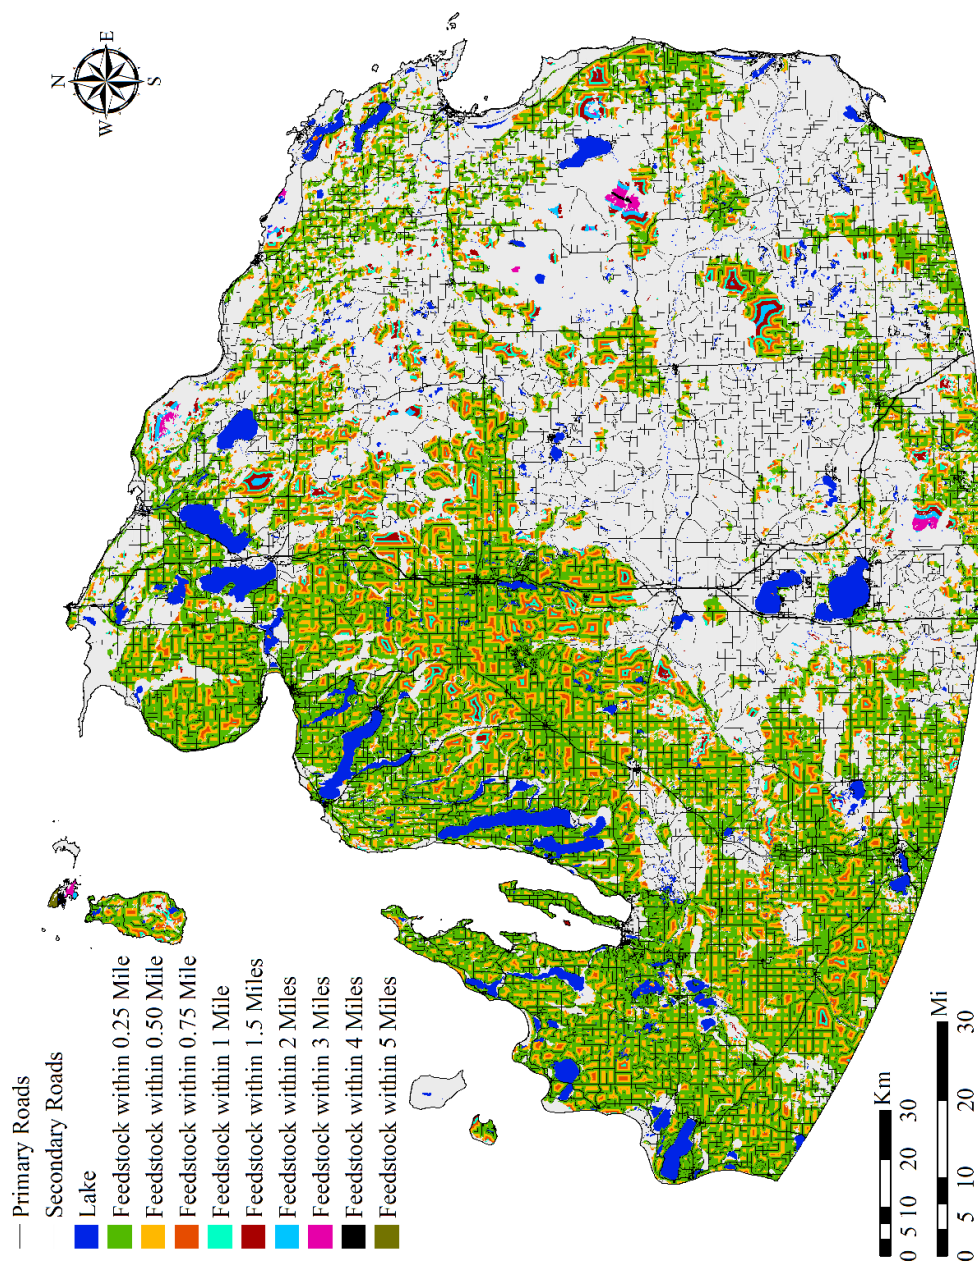 N
W E
S
Primary Roads
Secondary Roads
Lake
Feedstock within 0.25 Mile
Feedstock within 0.50 Mile
Feedstock within 0.75 Mile
Feedstock within 1 Mile
Feedstock within 1.5 Miles
Feedstock within 2 Miles
Feedstock within 3 Miles
Feedstock within 4 Miles
Feedstock within 5 Miles
Km
0 5 10 20 30
Mi
0 5 10 20 30